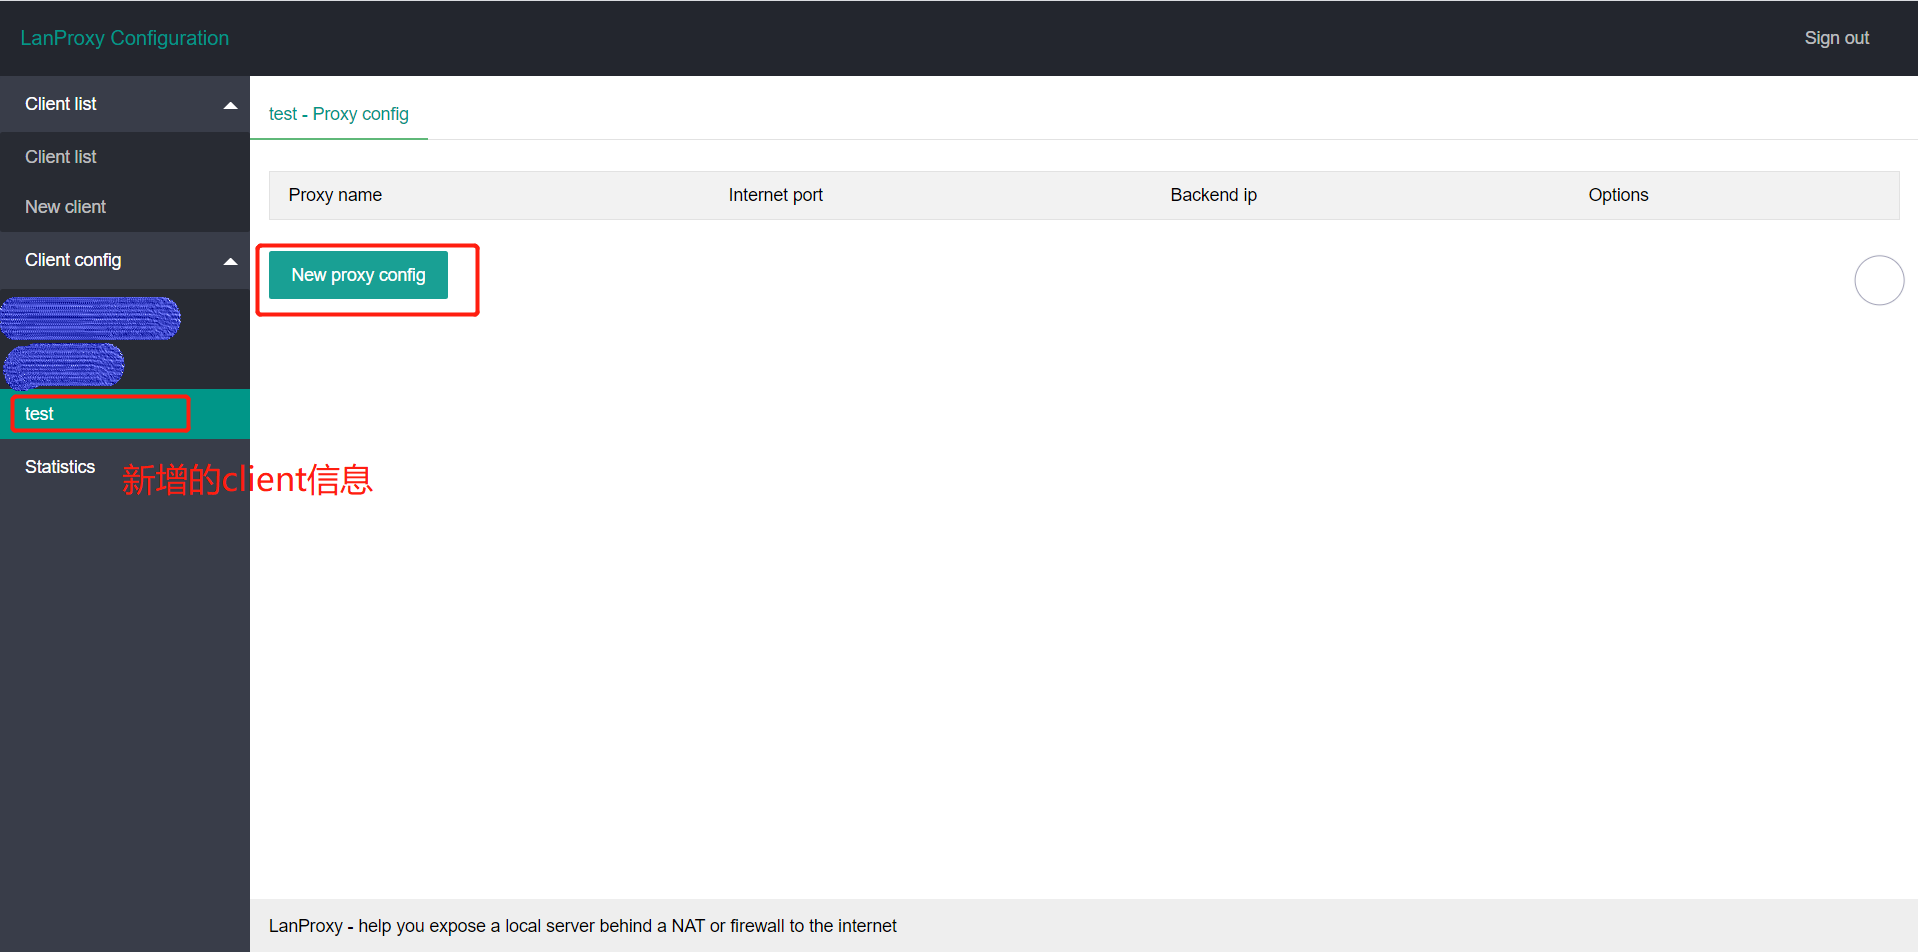 LanProxy Configuration
Sign out
Client list
Client list
New client
Client config
test
Statistics
新增的client信息
test - Proxy config
Proxy name Internet port Backend ip Options
New proxy config
LanProxy - help you expose a local server behind a NAT or firewall to the internet